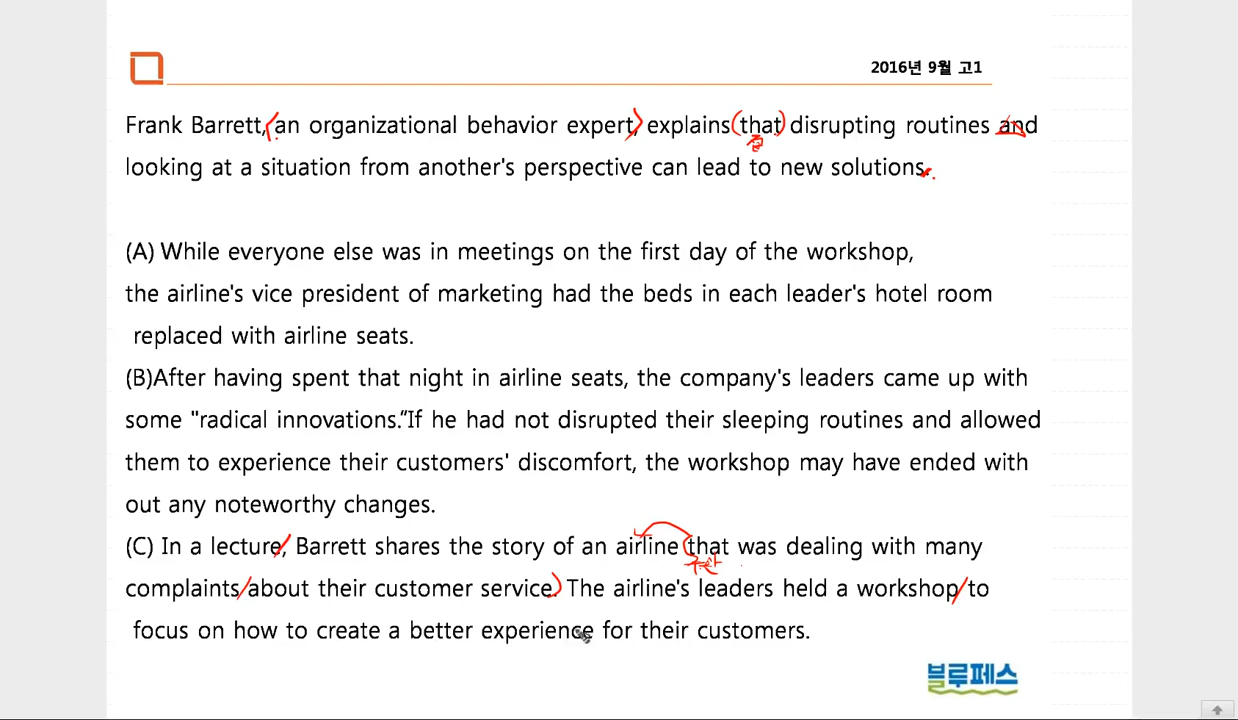 2016년 9월 고1
Frank Barrett, an organizational behavior expert, explains that disrupting routines and
접
looking at a situation from another's perspective can lead to new solutions.
(A) While everyone else was in meetings on the first day of the workshop,
the airline's vice president of marketing had the beds in each leader's hotel room
replaced with airline seats.
(B)After having spent that night in airline seats, the company's leaders came up with
some "radical innovations.“If he had not disrupted their sleeping routines and allowed
them to experience their customers' discomfort, the workshop may have ended with
out any noteworthy changes.
(C) In a lecture, Barrett shares the story of an airline that was dealing with many
주관
complaints about their customer service. The airline's leaders held a workshop to
focus on how to create a better experience for their customers.
블루페스